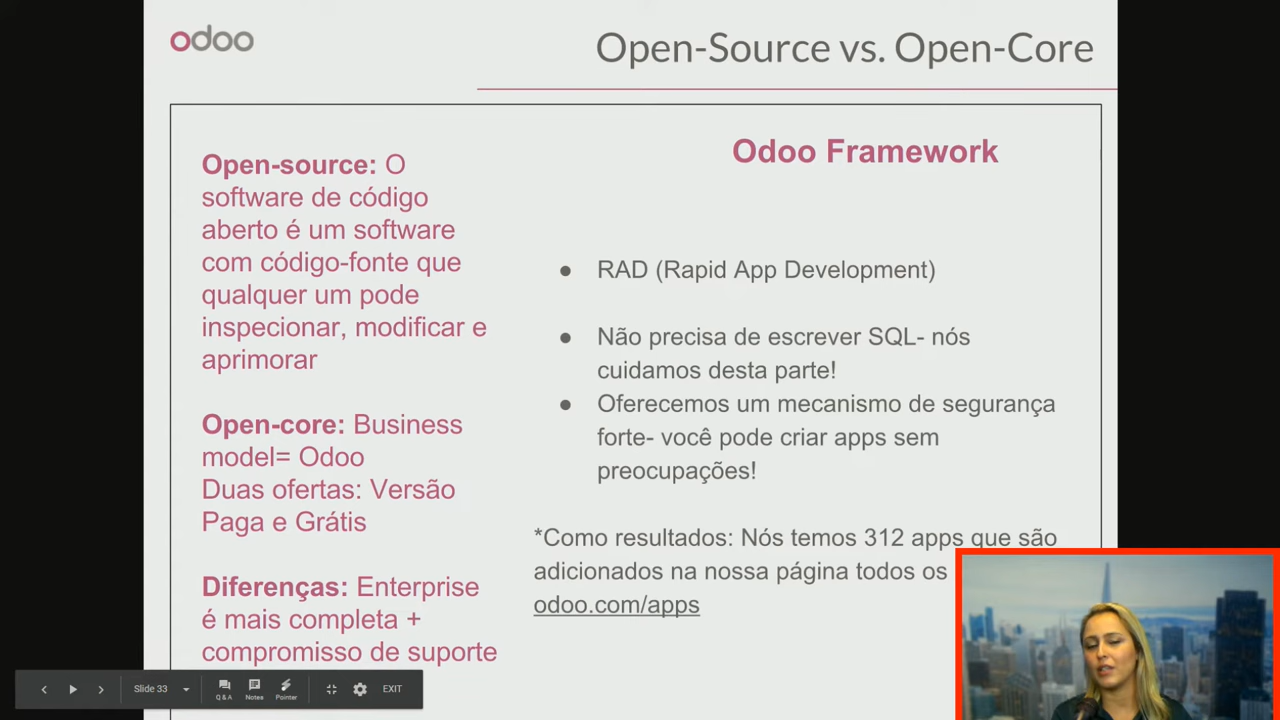 odoo
Open-Source vs. Open-Core
Open-source: O
software de código
aberto é um software
com código-fonte que
qualquer um pode
inspecionar, modificar e
aprimorar
Open-core: Business
model= Odoo
Duas ofertas: Versão
Paga e Grátis
Diferenças: Enterprise
é mais completa +
compromisso de suporte
Odoo Framework
● RAD (Rapid App Development)
● Não precisa de escrever SQL- nós
cuidamos desta parte!
● Oferecemos um mecanismo de segurança
forte- você pode criar apps sem
preocupações!
*Como resultados: Nós temos 312 apps que são
adicionados na nossa página todos os
odoo.com/apps
Slide 33
Q & A
Notes
Pointer
EXIT